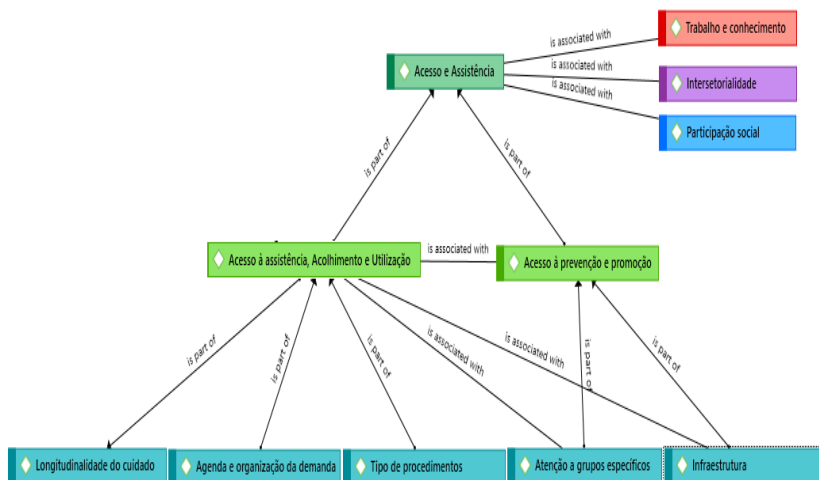 Trabalho e conhecimento
is associated with
Acesso e Assistência
is associated with
Intersetorialidade
is associated with
Participação social
is part of
is part of
Acesso à assistência, Acolhimento e Utilização
is associated with
Acesso à prevenção e promoção
is part of
is part of
is part of
is associated with
is associated with
is part of
is part of
Longitudinalidade do cuidado
Agenda e organização da demanda
Tipo de procedimentos
Atenção a grupos específicos
Infraestrutura